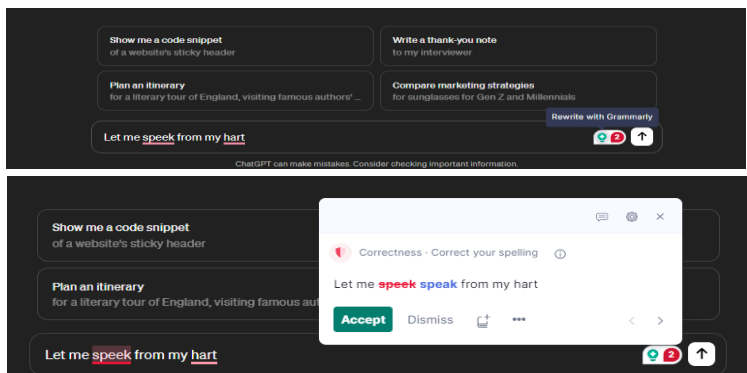 Show me a code snippet
of a website's sticky header
Write a thank-you note
to my interviewer
Plan an itinerary
for a literary tour of England, visiting famous authors' ...
Compare marketing strategies
for sunglasses for Gen Z and Millennials
Rewrite with Grammarly
Let me speek from my hart
2
ChatGPT can make mistakes. Consider checking important information.
Show me a code snippet
of a website's sticky header
Plan an itinerary
for a literary tour of England, visiting famous aut
Correctness · Correct your spelling
Let me speek speak from my hart
Accept Dismiss
Let me speek from my hart
2